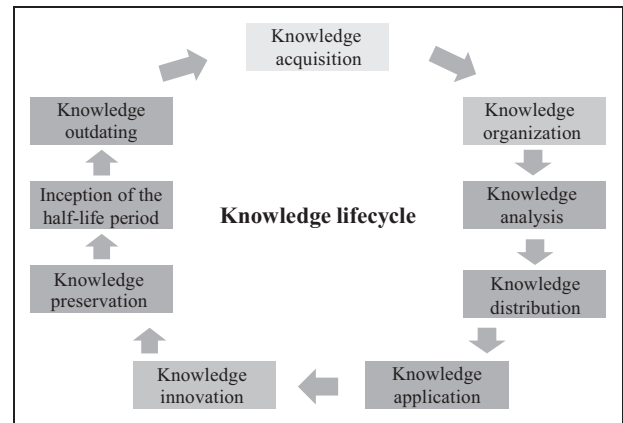 Knowledge
acquisition
Knowledge
organization
Knowledge
analysis
Knowledge
distribution
Knowledge
application
Knowledge
innovation
Knowledge
preservation
Inception of the
half-life period
Knowledge
outdating
Knowledge lifecycle